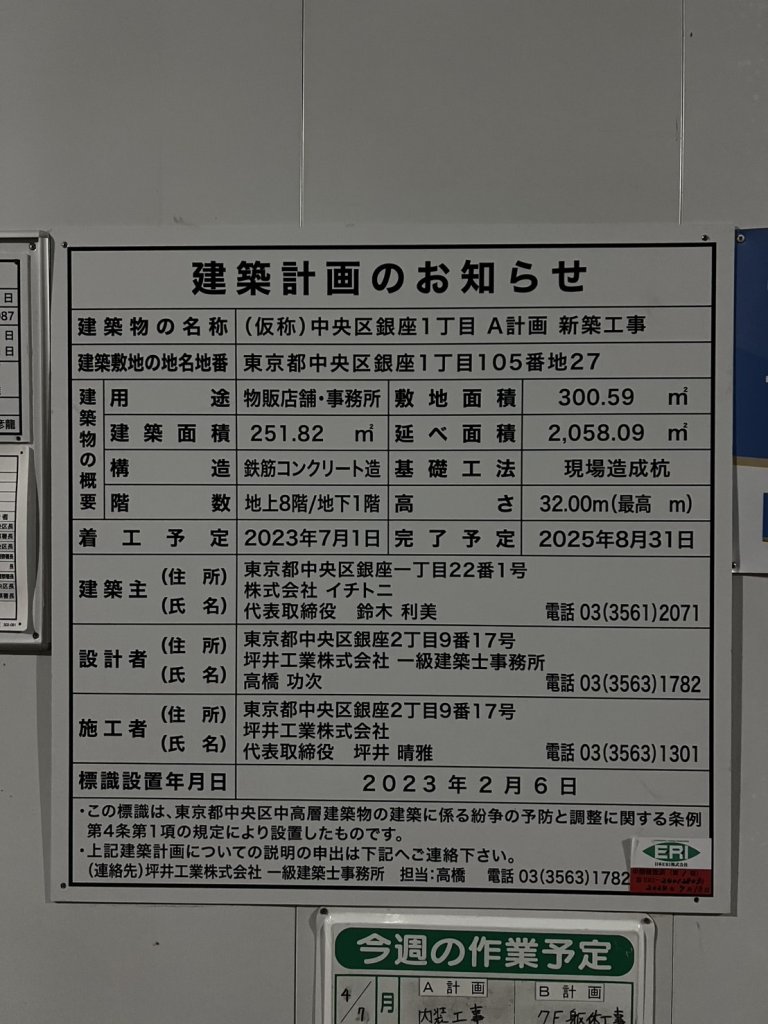 建築計画のお知らせ
建築物の名称 (仮称)中央区銀座1丁目 A計画 新築工事
建築敷地の地名地番 東京都中央区銀座1丁目105番地27
建築物の概要
用途 物販店舗・事務所 敷地面積 300.59 ㎡
建築面積 251.82 ㎡ 延べ面積 2,058.09 ㎡
構造 鉄筋コンクリート造 基礎工法 現場造成杭
階数 地上8階/地下1階 高さ 32.00m(最高 m)
着工予定 2023年7月1日 完了予定 2025年8月31日
建築主 (住所) (氏名) 東京都中央区銀座一丁目22番1号
株式会社 イチトニ
代表取締役 鈴木 利美 電話 03(3561)2071
設計者 (住所) (氏名) 東京都中央区銀座2丁目9番17号
坪井工業株式会社 一級建築士事務所
高橋 功次 電話 03(3563)1782
施工者 (住所) (氏名) 東京都中央区銀座2丁目9番17号
坪井工業株式会社
代表取締役 坪井 晴雅 電話 03(3563)1301
標識設置年月日 2023年2月6日
・この標識は、東京都中央区中高層建築物の建築に係る紛争の予防と調整に関する条例
第4条第1項の規定により設置したものです。
・上記建築計画についての説明の申出は下記へご連絡下さい。
(連絡先)坪井工業株式会社 一級建築士事務所 担当:高橋 電話 03(3563)1782
ERI
今週の作業予定
4/7 月 A計画 B計画
内装工事 7F躯体工事